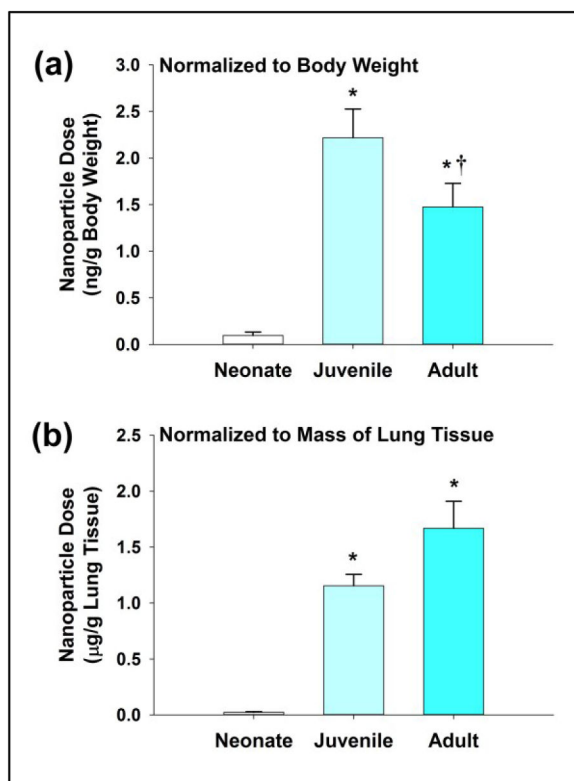 (a)
Normalized to Body Weight
Nanoparticle Dose
(ng/g Body Weight)
3.0
2.5
2.0
1.5
1.0
0.5
0.0
*
*†
Neonate Juvenile Adult
(b)
Normalized to Mass of Lung Tissue
Nanoparticle Dose
(µg/g Lung Tissue)
2.5
2.0
1.5
1.0
0.5
0.0
*
*
Neonate Juvenile Adult